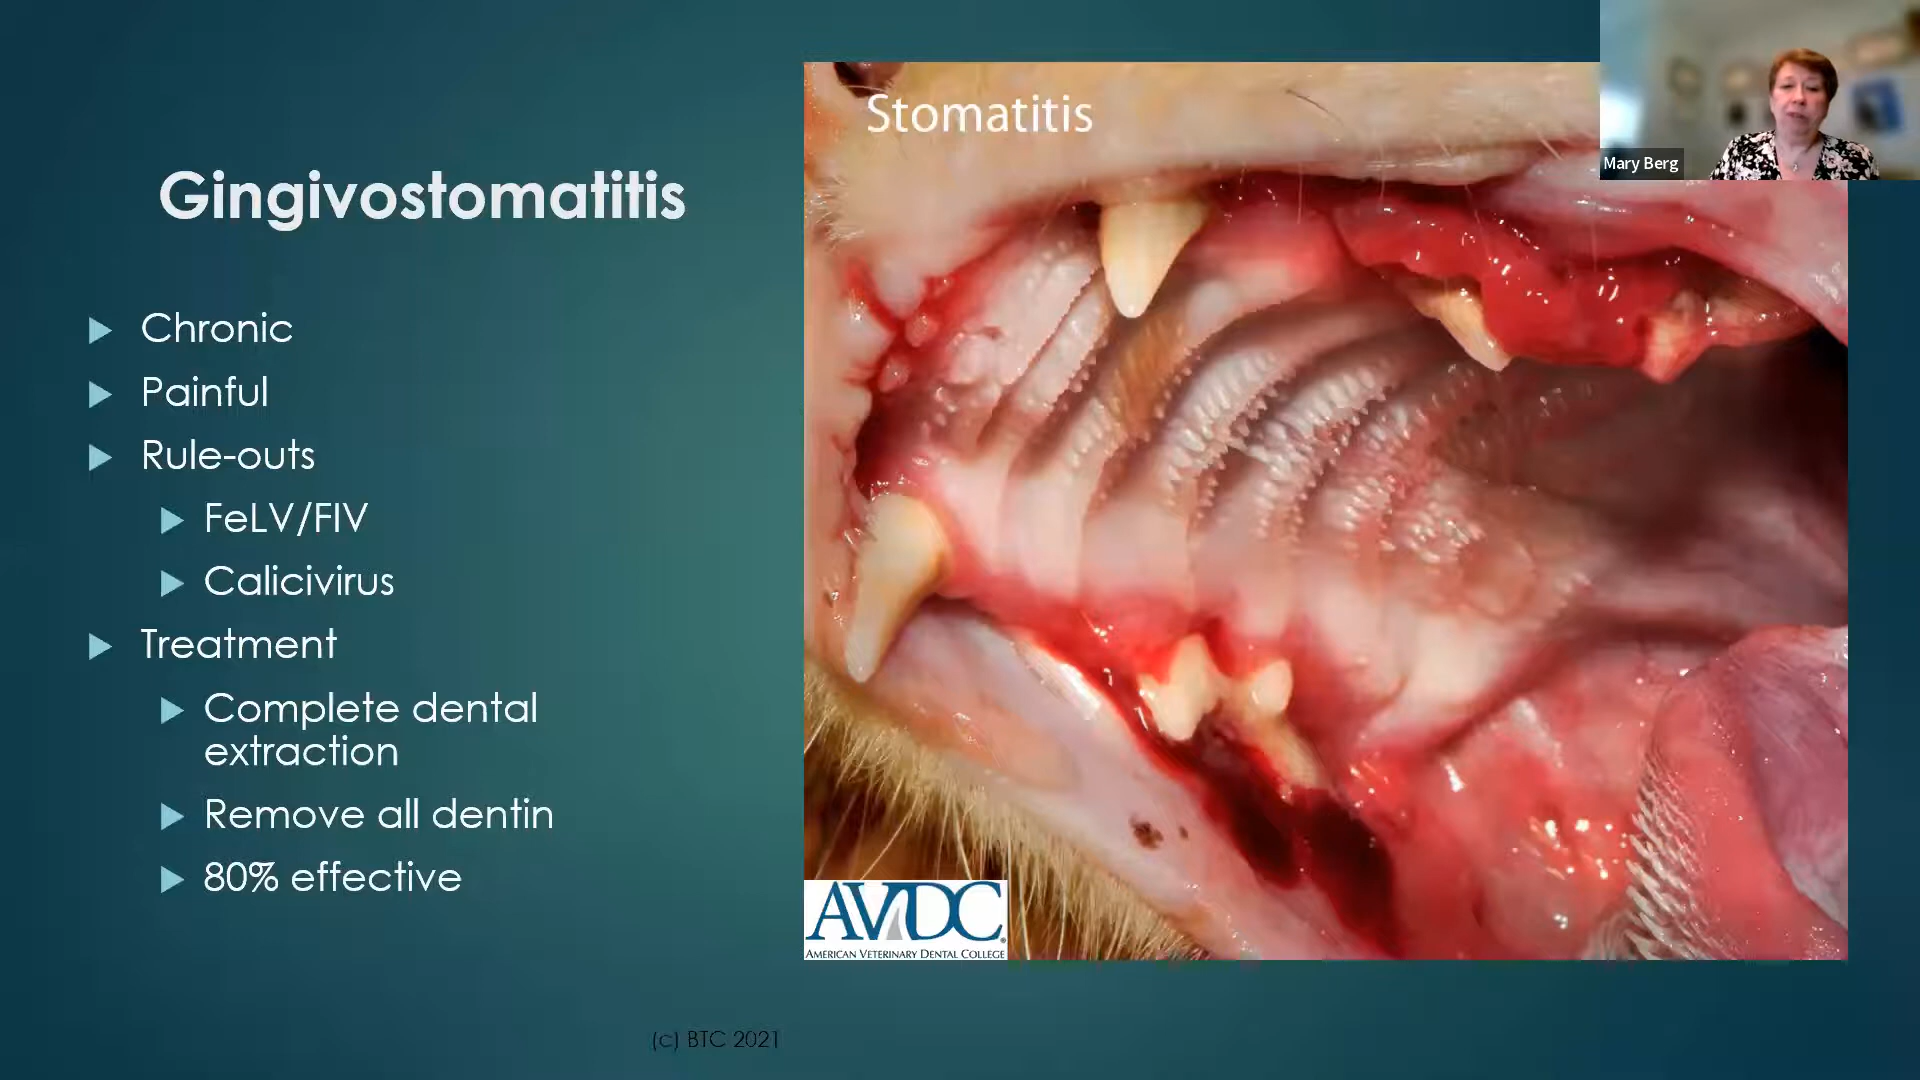 Gingivostomatitis
Chronic
Painful
Rule-outs
FeLV/FIV
Calicivirus
Treatment
Complete dental
extraction
Remove all dentin
80% effective
Stomatitis
AVDC
AMERICAN VETERINARY DENTAL COLLEGE
Mary Berg
(c) BTC 2021